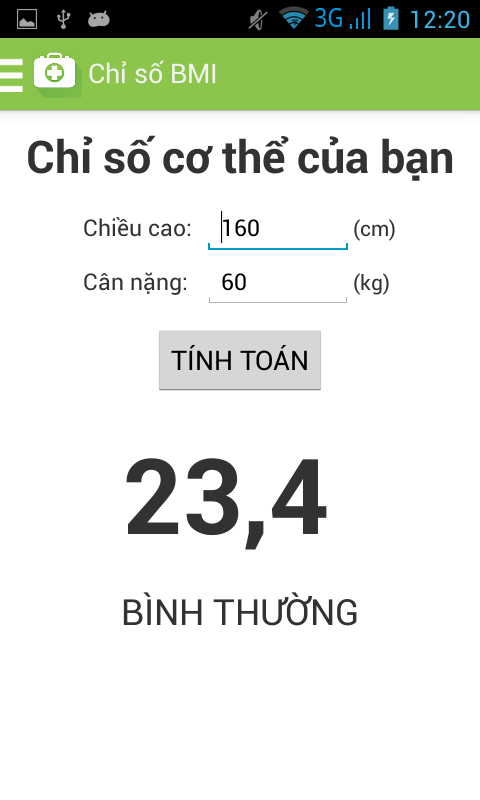 3G 12:20
Chỉ số BMI
Chỉ số cơ thể của bạn
Chiều cao: 160 (cm)
Cân nặng: 60 (kg)
TÍNH TOÁN
23,4
BÌNH THƯỜNG